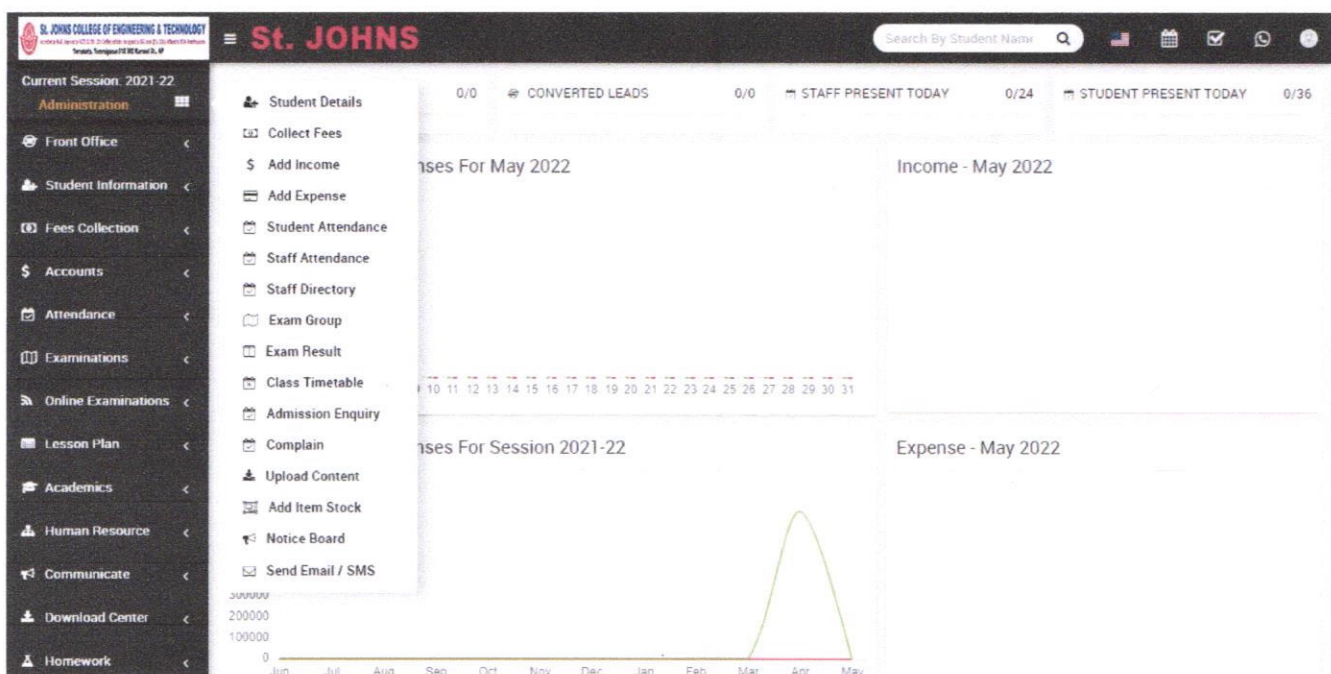 St. JOHNS COLLEGE OF ENGINEERING & TECHNOLOGY
St. JOHNS
Search By Student Name
Current Session: 2021-22
Administration
Front Office
Student Information
Fees Collection
$ Accounts
Attendance
Examinations
Online Examinations
Lesson Plan
Academics
Human Resource
Communicate
Download Center
Homework
Student Details
Collect Fees
$ Add Income
Add Expense
Student Attendance
Staff Attendance
Staff Directory
Exam Group
Exam Result
Class Timetable
Admission Enquiry
Complain
Upload Content
Add Item Stock
Notice Board
Send Email / SMS
0/0 CONVERTED LEADS 0/0 STAFF PRESENT TODAY 0/24 STUDENT PRESENT TODAY 0/36
nses For May 2022
Income - May 2022
10 11 12 13 14 15 16 17 18 19 20 21 22 23 24 25 26 27 28 29 30 31
nses For Session 2021-22
Expense - May 2022
300000
200000
100000
0
Jun Jul Aug Sep Oct Nov Dec Jan Feb Mar Apr May